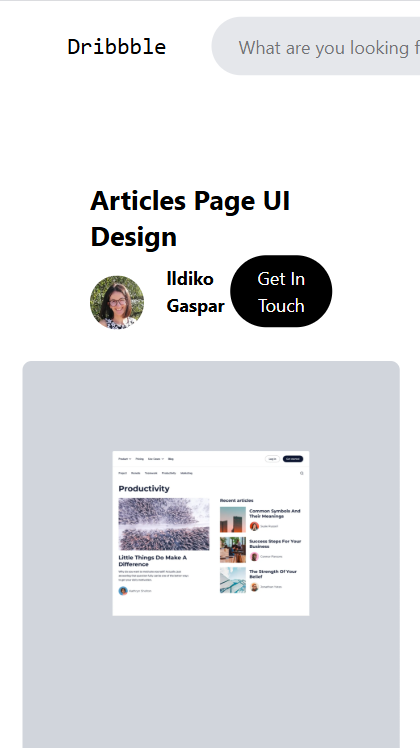 Dribbble
What are you looking f
Articles Page UI
Design
Ildiko
Gaspar
Get In
Touch
Productivity
Recent articles
Common Symbols And
Their Meanings
Success Steps For Your
Business
Little Things Do Make A
Difference
The Strength Of Your
Belief